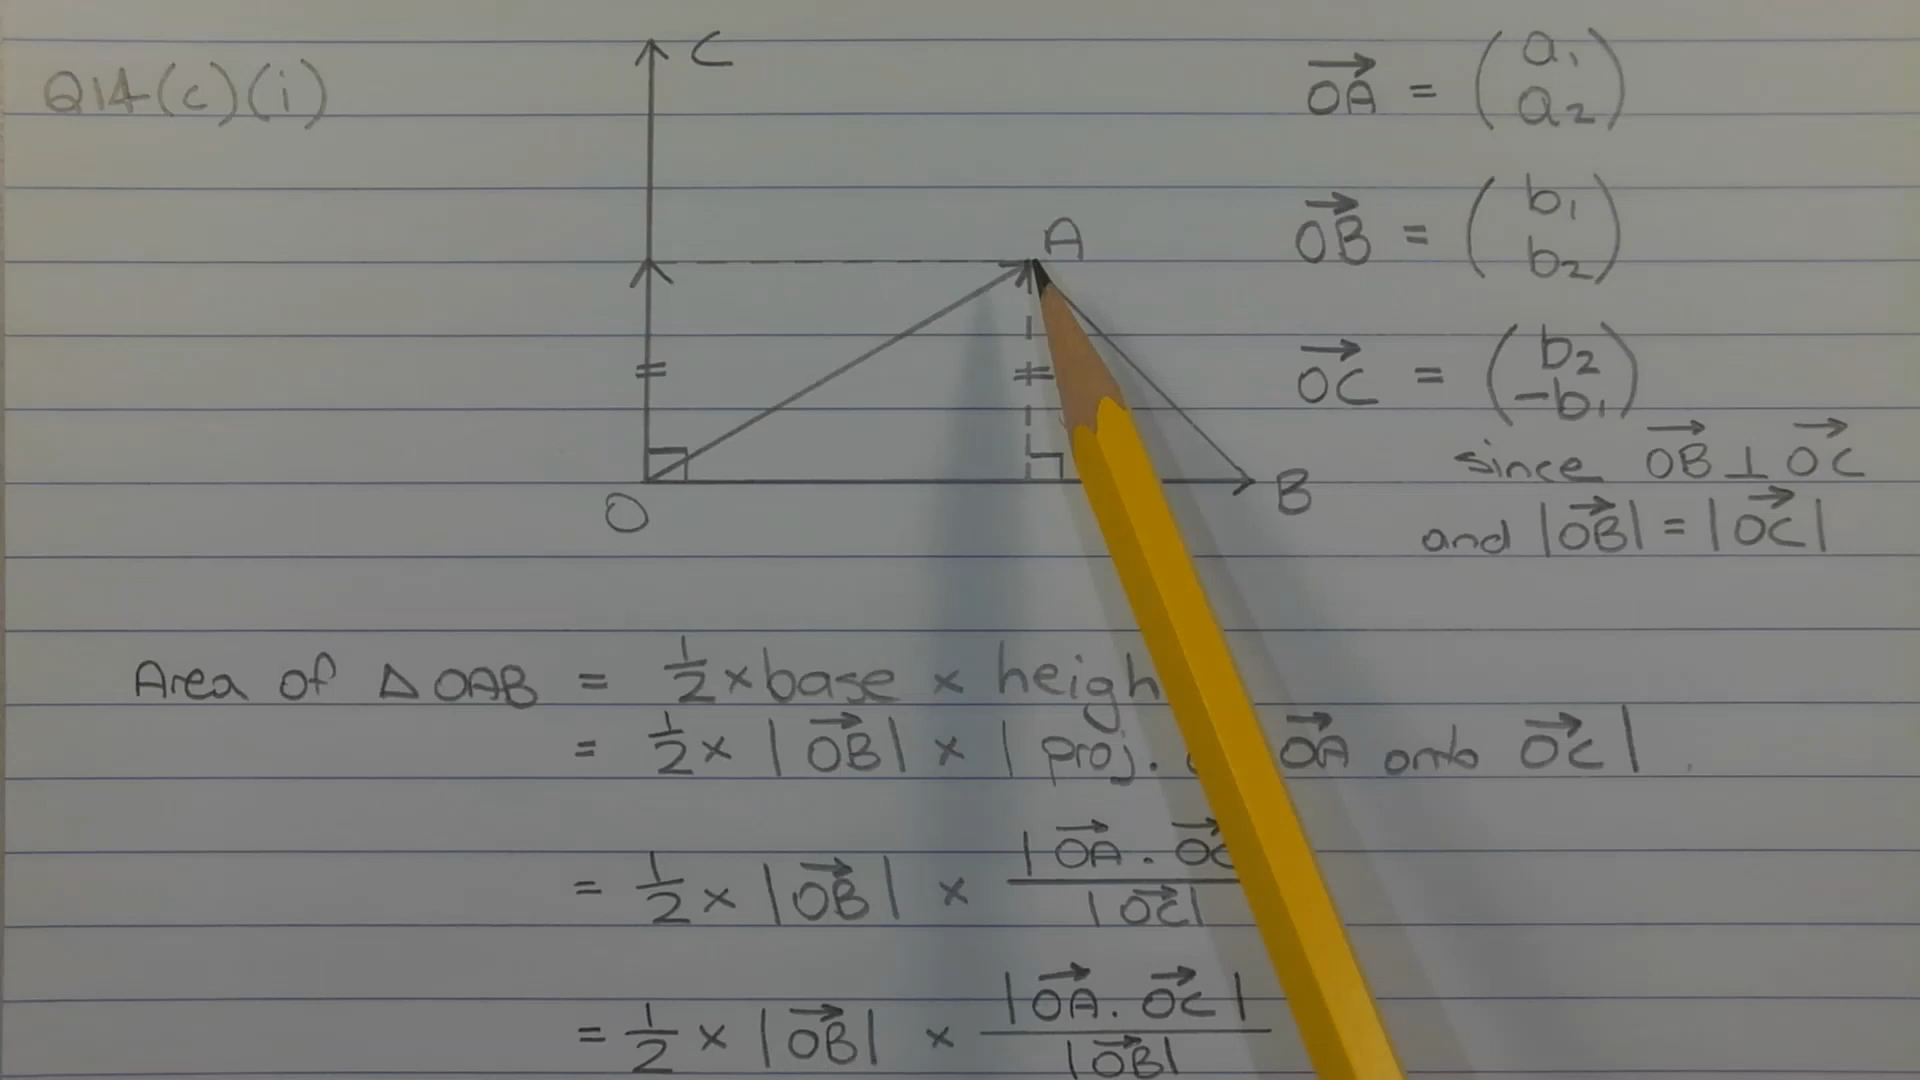 Q14(c)(i)
C
A
O
B
→OA = (a₁ a₂)
→OB = (b₁ b₂)
→OC = (b₂ -b₁)
since →OB ⊥ →OC
and |→OB| = |→OC|
Area of △OAB = 1/2 × base × heigh
= 1/2 × |→OB| × | proj. →OA onto →OC |
= 1/2 × |→OB| × |→OA . →OC / |→OC|
= 1/2 × |→OB| × |→OA . →OC| / |→OB|